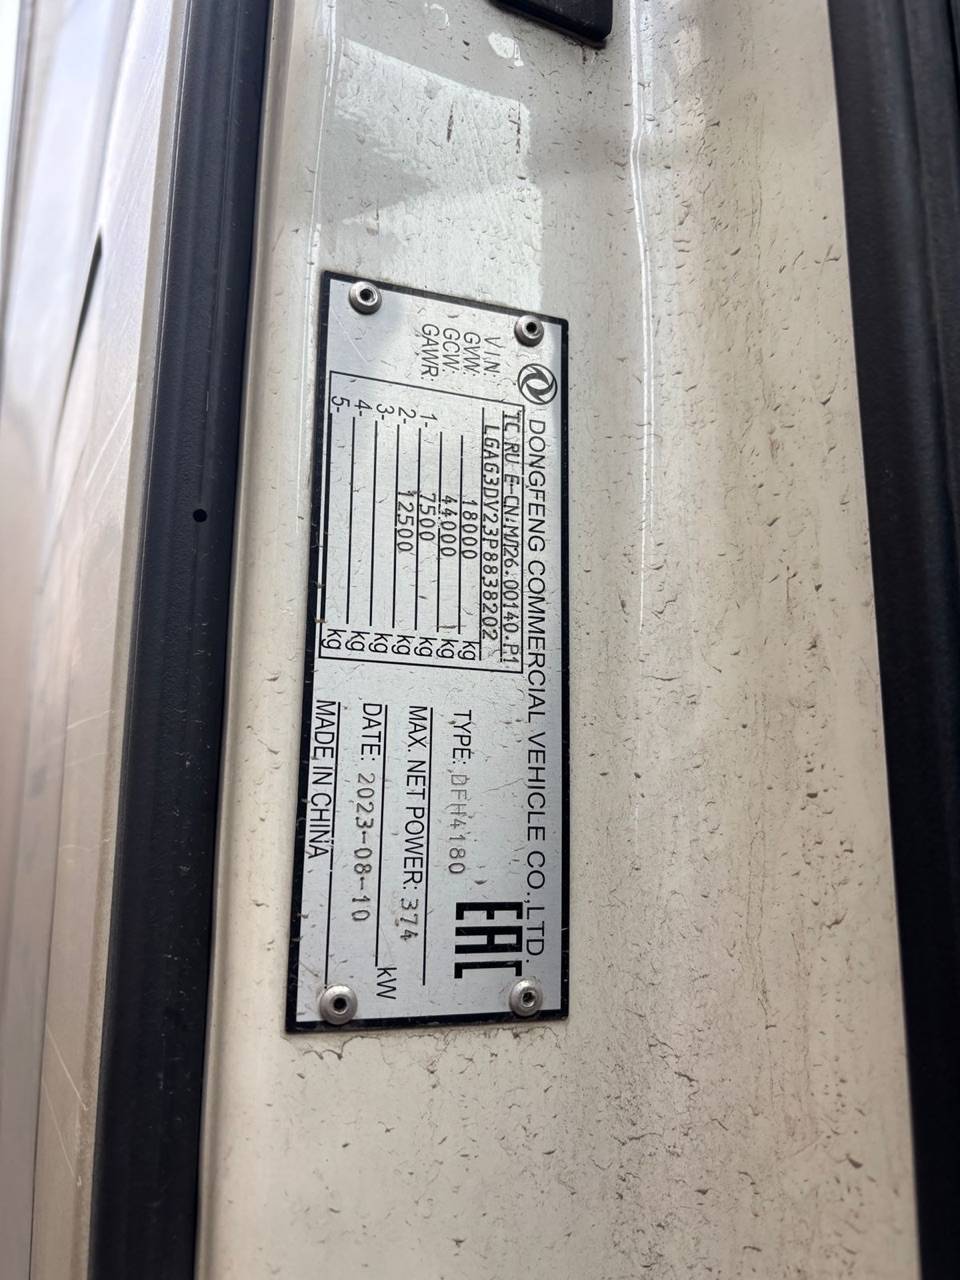 DONGFENG COMMERCIAL VEHICLE CO.,LTD.
TC RU E-CN.MT26.00140.P1
V I.N: LGAG3DV23P8838202
GVW: 18000 kg
GCW: 44000 kg
GAWR: 1- 7500 kg
2- 12500 kg
3- kg
4- kg
5- kg
TYPE: DFH4180
EAC
MAX. NET POWER: 374 kW
DATE: 2023-08-10
MADE IN CHINA